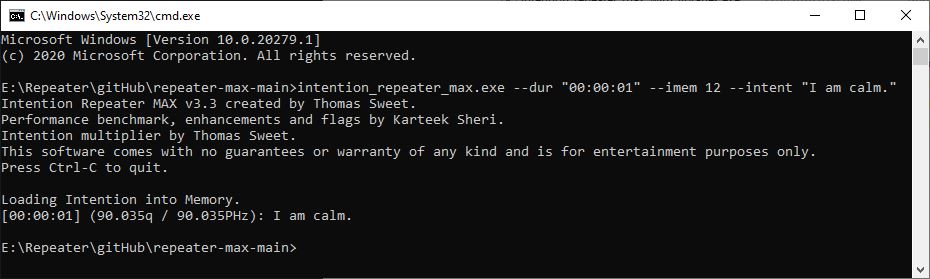 C:\Windows\System32\cmd.exe
Microsoft Windows [Version 10.0.20279.1]
(c) 2020 Microsoft Corporation. All rights reserved.
E:\Repeater\gitHub\repeater-max-main>intention_repeater_max.exe --dur "00:00:01" --imem 12 --intent "I am calm."
Intention Repeater MAX v3.3 created by Thomas Sweet.
Performance benchmark, enhancements and flags by Karteek Sheri.
Intention multiplier by Thomas Sweet.
This software comes with no guarantees or warranty of any kind and is for entertainment purposes only.
Press Ctrl-C to quit.
Loading Intention into Memory.
[00:00:01] (90.035q / 90.035PHz): I am calm.
E:\Repeater\gitHub\repeater-max-main>